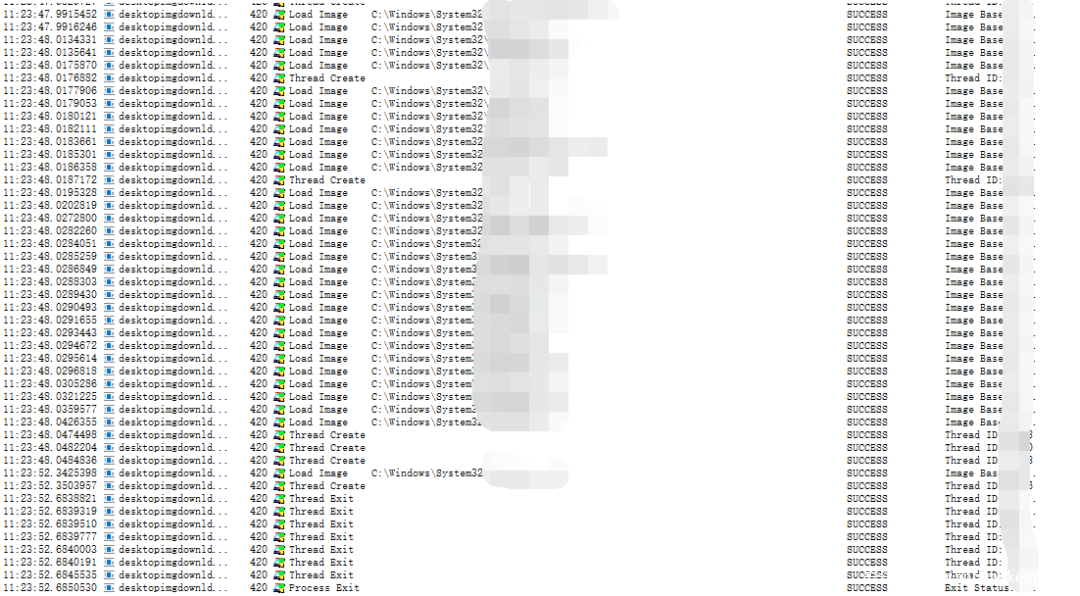 11:23:47.9915452 desktopimgdownld... 420 Load Image C:\Windows\System32 SUCCESS Image Base
11:23:47.9916246 desktopimgdownld... 420 Load Image C:\Windows\System32 SUCCESS Image Base
11:23:48.0134331 desktopimgdownld... 420 Load Image C:\Windows\System32\ SUCCESS Image Base
11:23:48.0135641 desktopimgdownld... 420 Load Image C:\Windows\System32\ SUCCESS Image Base
11:23:48.0175870 desktopimgdownld... 420 Load Image C:\Windows\System32\ SUCCESS Image Base
11:23:48.0176882 desktopimgdownld... 420 Thread Create SUCCESS Thread ID:
11:23:48.0177906 desktopimgdownld... 420 Load Image C:\Windows\System32\ SUCCESS Image Base
11:23:48.0179053 desktopimgdownld... 420 Load Image C:\Windows\System32 SUCCESS Image Base
11:23:48.0180121 desktopimgdownld... 420 Load Image C:\Windows\System32 SUCCESS Image Base
11:23:48.0182111 desktopimgdownld... 420 Load Image C:\Windows\System32 SUCCESS Image Base
11:23:48.0183661 desktopimgdownld... 420 Load Image C:\Windows\System32 SUCCESS Image Base
11:23:48.0185301 desktopimgdownld... 420 Load Image C:\Windows\System32 SUCCESS Image Base
11:23:48.0186358 desktopimgdownld... 420 Load Image C:\Windows\System32 SUCCESS Image Base
11:23:48.0187172 desktopimgdownld... 420 Thread Create SUCCESS Thread ID:
11:23:48.0195328 desktopimgdownld... 420 Load Image C:\Windows\System32 SUCCESS Image Base
11:23:48.0202819 desktopimgdownld... 420 Load Image C:\Windows\System32 SUCCESS Image Base
11:23:48.0272800 desktopimgdownld... 420 Load Image C:\Windows\System32 SUCCESS Image Base
11:23:48.0282260 desktopimgdownld... 420 Load Image C:\Windows\System32 SUCCESS Image Base
11:23:48.0284051 desktopimgdownld... 420 Load Image C:\Windows\System32 SUCCESS Image Base
11:23:48.0285259 desktopimgdownld... 420 Load Image C:\Windows\System3 SUCCESS Image Base
11:23:48.0286849 desktopimgdownld... 420 Load Image C:\Windows\System3 SUCCESS Image Base
11:23:48.0288303 desktopimgdownld... 420 Load Image C:\Windows\System SUCCESS Image Base
11:23:48.0289430 desktopimgdownld... 420 Load Image C:\Windows\System SUCCESS Image Base
11:23:48.0290493 desktopimgdownld... 420 Load Image C:\Windows\System SUCCESS Image Base
11:23:48.0291655 desktopimgdownld... 420 Load Image C:\Windows\System SUCCESS Image Base
11:23:48.0293443 desktopimgdownld... 420 Load Image C:\Windows\System SUCCESS Image Base
11:23:48.0294672 desktopimgdownld... 420 Load Image C:\Windows\System SUCCESS Image Base
11:23:48.0295614 desktopimgdownld... 420 Load Image C:\Windows\System SUCCESS Image Base
11:23:48.0296818 desktopimgdownld... 420 Load Image C:\Windows\System SUCCESS Image Base
11:23:48.0305286 desktopimgdownld... 420 Load Image C:\Windows\System SUCCESS Image Base
11:23:48.0321225 desktopimgdownld... 420 Load Image C:\Windows\System SUCCESS Image Base
11:23:48.0359577 desktopimgdownld... 420 Load Image C:\Windows\System SUCCESS Image Base
11:23:48.0426355 desktopimgdownld... 420 Load Image C:\Windows\System32 SUCCESS Image Bas
11:23:48.0474498 desktopimgdownld... 420 Thread Create SUCCESS Thread ID
11:23:48.0482204 desktopimgdownld... 420 Thread Create SUCCESS Thread ID
11:23:48.0484836 desktopimgdownld... 420 Thread Create SUCCESS Thread ID
11:23:52.3425398 desktopimgdownld... 420 Load Image C:\Windows\System32 SUCCESS Image Bas
11:23:52.3503957 desktopimgdownld... 420 Thread Create SUCCESS Thread ID
11:23:52.6838821 desktopimgdownld... 420 Thread Exit SUCCESS Thread ID
11:23:52.6839319 desktopimgdownld... 420 Thread Exit SUCCESS Thread ID
11:23:52.6839510 desktopimgdownld... 420 Thread Exit SUCCESS Thread ID
11:23:52.6839777 desktopimgdownld... 420 Thread Exit SUCCESS Thread ID:
11:23:52.6840003 desktopimgdownld... 420 Thread Exit SUCCESS Thread ID:
11:23:52.6840191 desktopimgdownld... 420 Thread Exit SUCCESS Thread ID:
11:23:52.6845535 desktopimgdownld... 420 Thread Exit SUCCESS Thread ID:
11:23:52.6850530 desktopimgdownld... 420 Process Exit SUCCESS Exit Status